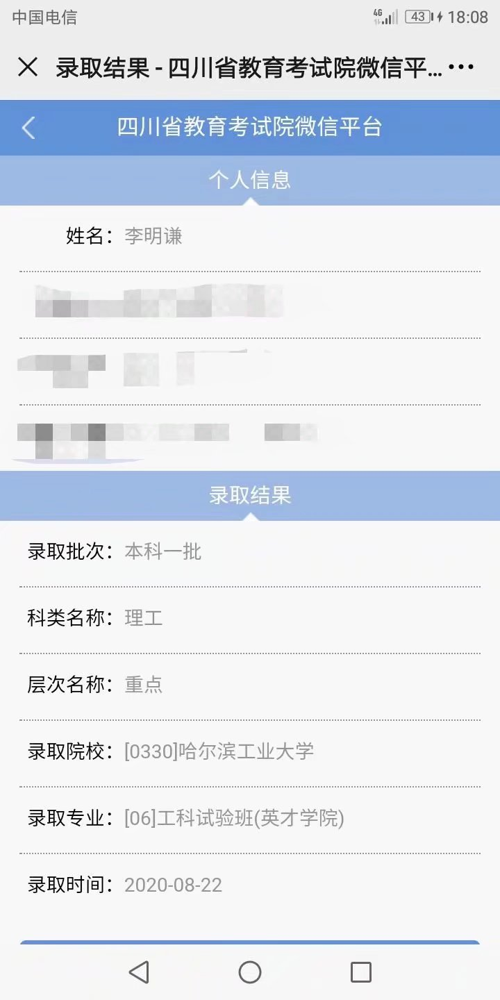 中国电信
4G 43 18:08
录取结果 - 四川省教育考试院微信平...
四川省教育考试院微信平台
个人信息
姓名：李明谦
录取结果
录取批次：本科一批
科类名称：理工
层次名称：重点
录取院校：[0330]哈尔滨工业大学
录取专业：[06]工科试验班(英才学院)
录取时间：2020-08-22